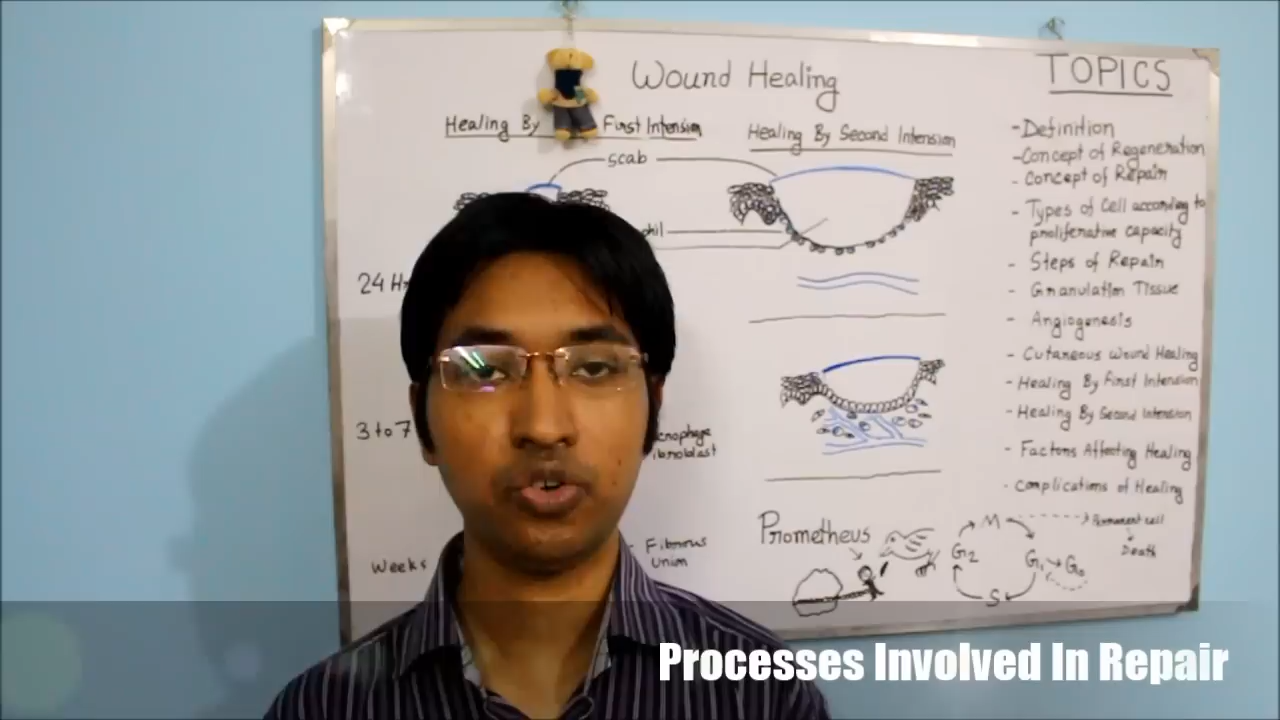 Wound Healing
Healing By First Intension
Healing By Second Intension
scab
24 H
3 to 7
Weeks
Fibrous
Union
Prometheus
M
G2
G1
G0
S
Permanent cell
Death
TOPICS
- Definition
- Concept of Regeneration
- Concept of Repair
- Types of Cell according to
proliferative capacity
- Steps of Repair
- Granulation Tissue
- Angiogenesis
- Cutaneous Wound Healing
- Healing By First Intension
- Healing By Second Intension
- Factors Affecting Healing
- Complications of Healing
Processes Involved In Repair